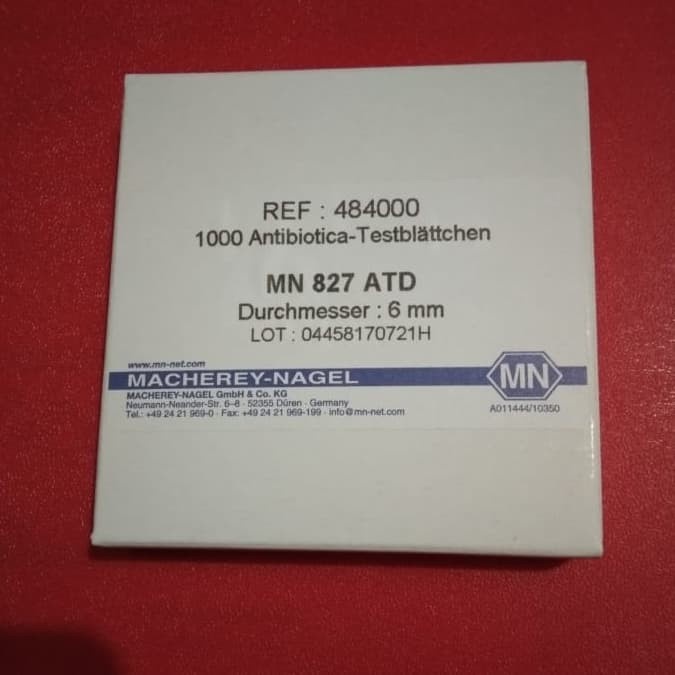 REF : 484000
1000 Antibiotica-Testblättchen
MN 827 ATD
Durchmesser : 6 mm
LOT : 04458170721H
www.mn-net.com
MACHEREY-NAGEL
MN
MACHEREY-NAGEL GmbH & Co. KG
Neumann-Neander-Str. 6–8 · 52355 Düren · Germany
Tel.: +49 24 21 969-0 · Fax: +49 24 21 969-199 · info@mn-net.com
A011444/10350